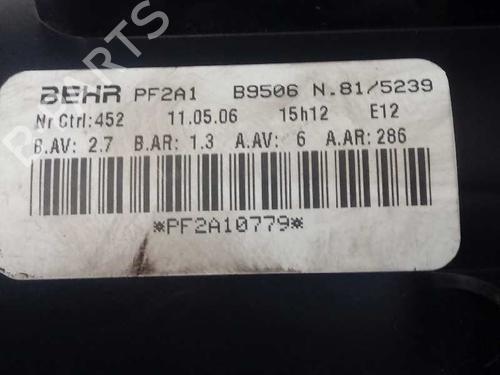 BEHR PF2A1 B9506 N.81/5239
Nr Ctrl:452 11.05.06 15h12 E12
B.AV: 2.7 B.AR: 1.3 A.AV: 6 A.AR: 286
*PF2A10779*
PARTS